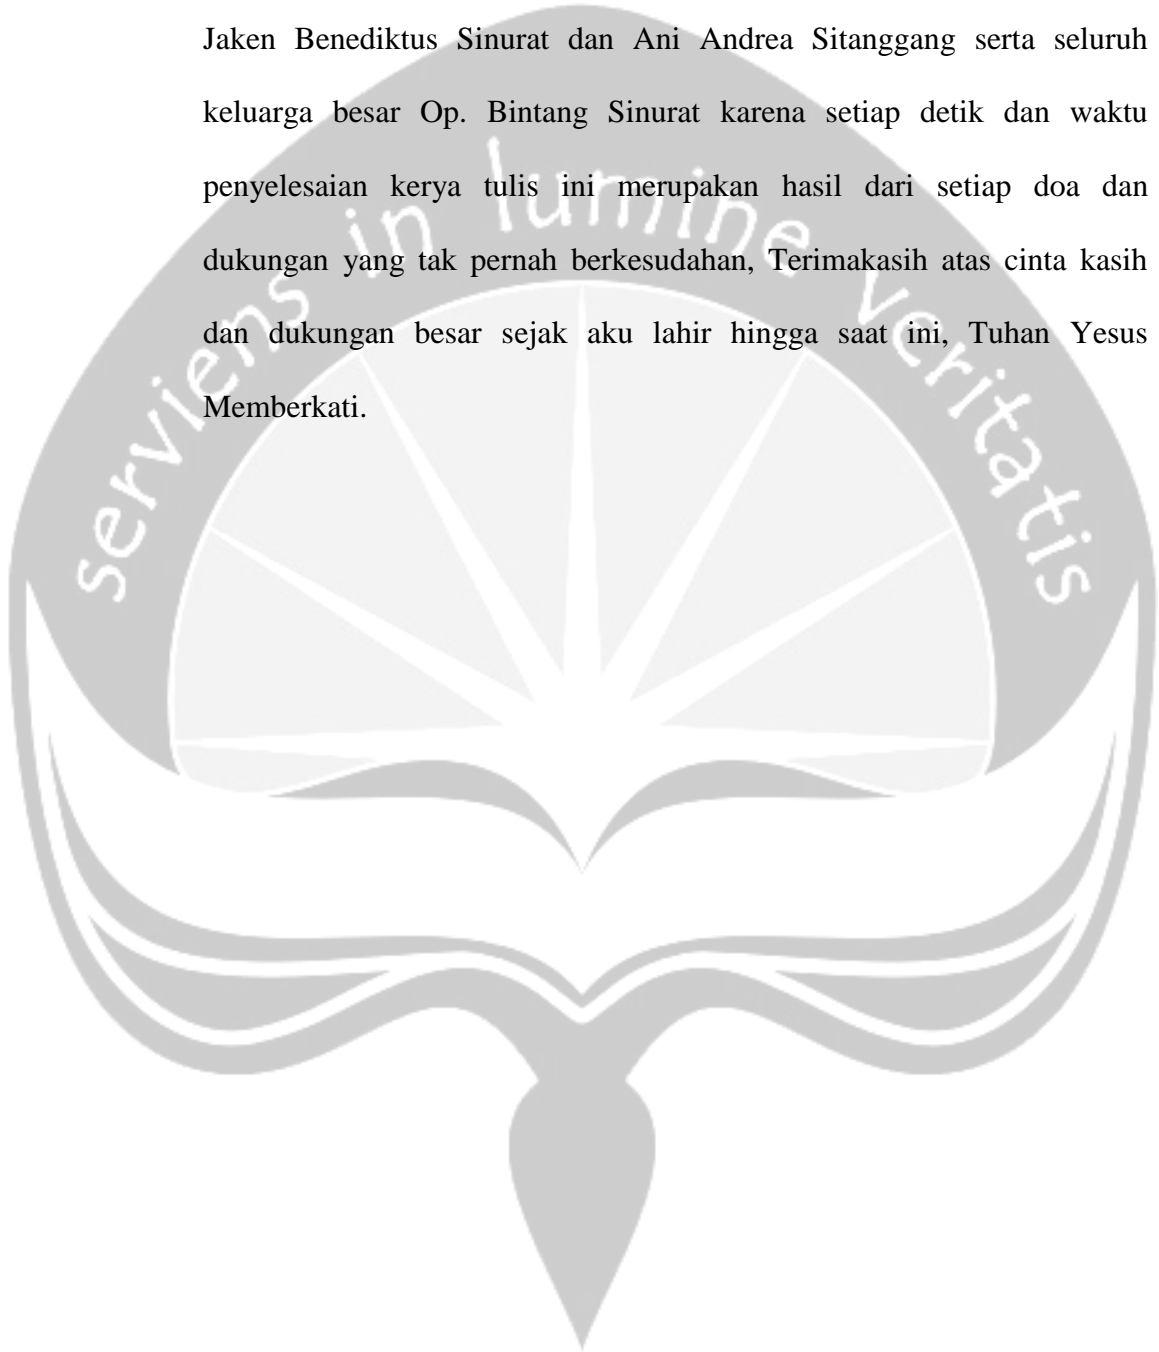 Jaken Benediktus Sinurat dan Ani Andrea Sitanggang serta seluruh
keluarga besar Op. Bintang Sinurat karena setiap detik dan waktu
penyelesaian kerya tulis ini merupakan hasil dari setiap doa dan
dukungan yang tak pernah berkesudahan, Terimakasih atas cinta kasih
dan dukungan besar sejak aku lahir hingga saat ini, Tuhan Yesus
Memberkati.
serviens in lumine veritatis